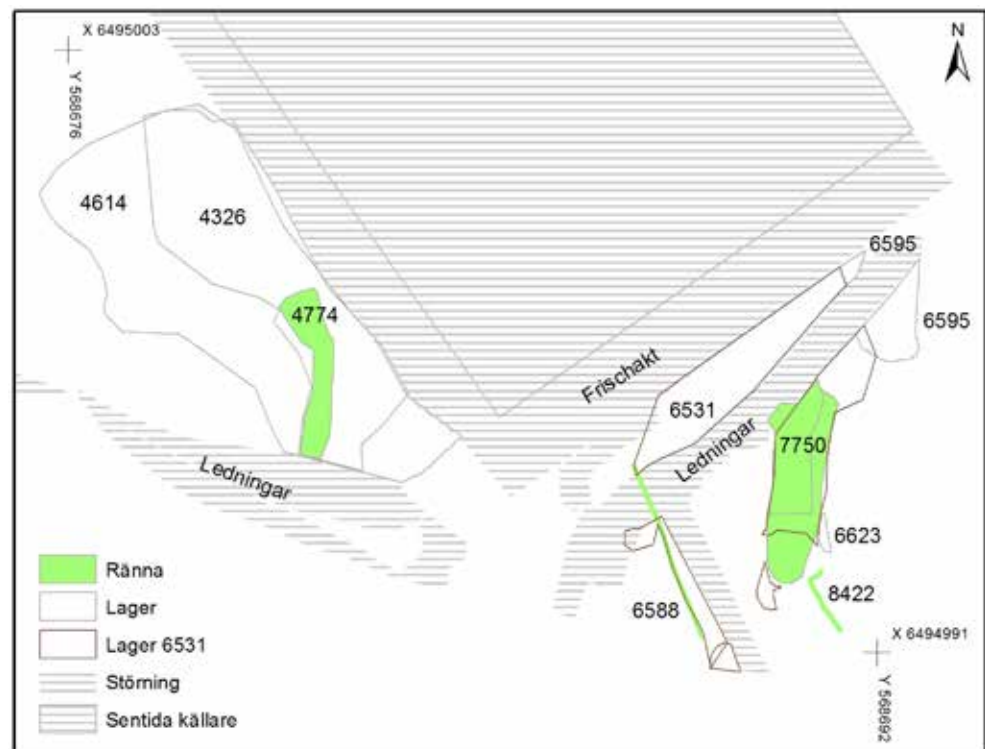 X 6495003
N
Y 568676
4614
4326
6595
4774
6595
Frischakt
6531
Ledningar
7750
Ledningar
6623
Ränna
8422
Lager
6588
X 6494991
Lager 6531
Störning
Y 568692
Sentida källare